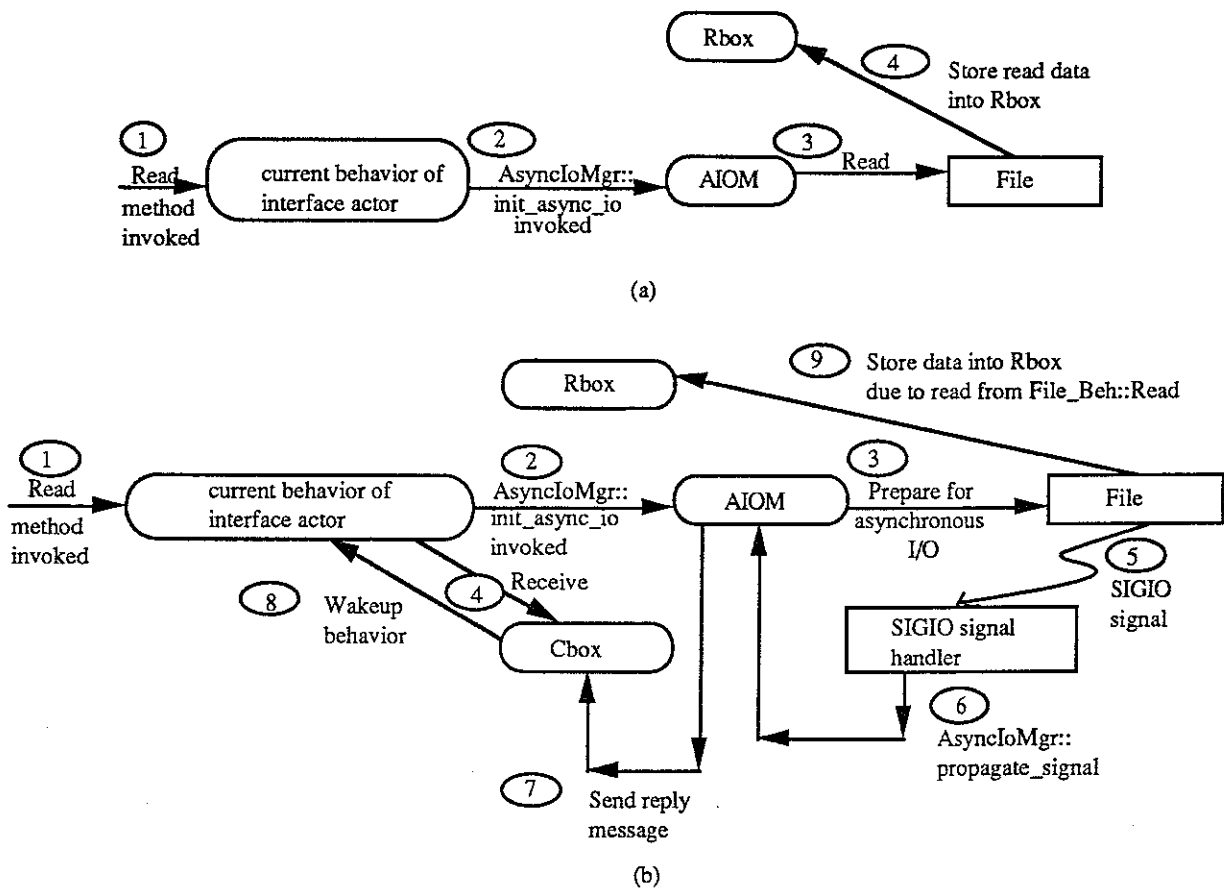 Rbox
4
Store read data
into Rbox
1
Read
method
invoked
current behavior of
interface actor
2
AsyncIoMgr::
init_async_io
invoked
AIOM
3
Read
File
(a)
9
Store data into Rbox
due to read from File_Beh::Read
Rbox
1
Read
method
invoked
current behavior of
interface actor
2
AsyncIoMgr::
init_async_io
invoked
AIOM
3
Prepare for
asynchronous
I/O
File
8
Wakeup
behavior
4
Receive
Cbox
5
SIGIO
signal
SIGIO signal
handler
6
AsyncIoMgr::
propagate_signal
7
Send reply
message
(b)